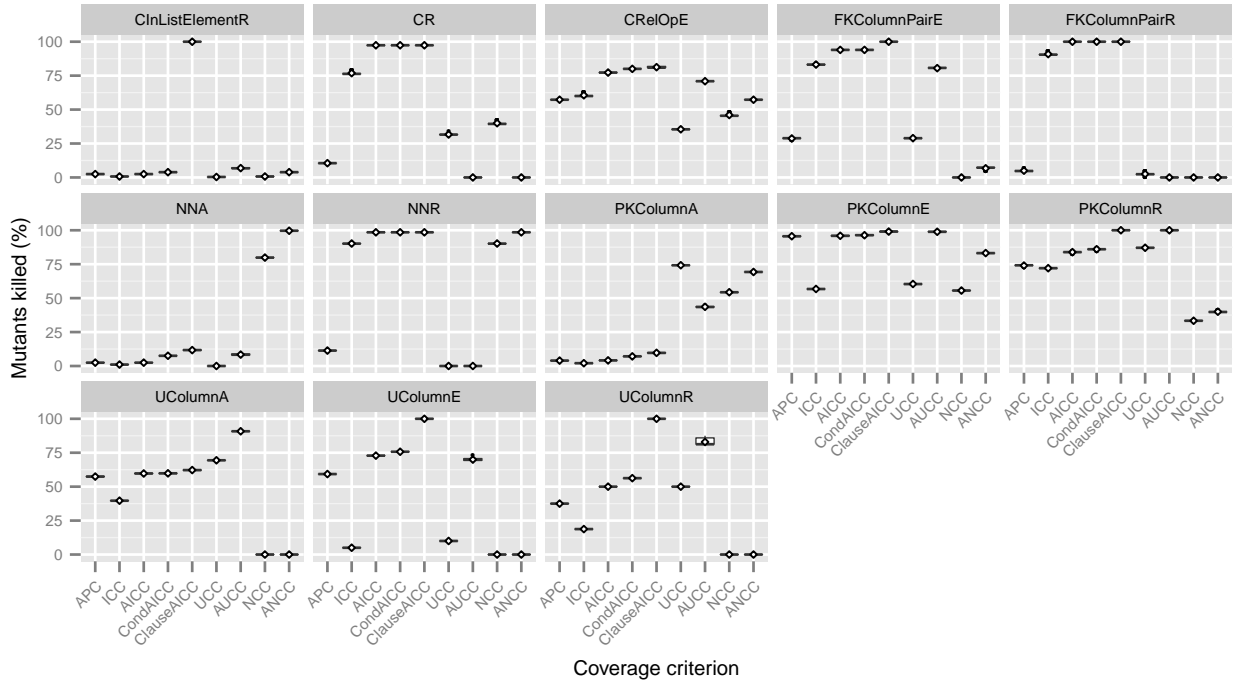 CInListElementR CR CRelOpE FKColumnPairE FKColumnPairR
100
75
50
25
0
NNA NNR PKColumnA PKColumnE PKColumnR
100
75
50
25
0
Mutants killed (%)
UColumnA UColumnE UColumnR
100
75
50
25
0
APC ICC AICC CondAICC ClauseAICC UCC AUCC NCC ANCC
APC ICC AICC CondAICC ClauseAICC UCC AUCC NCC ANCC
APC ICC AICC CondAICC ClauseAICC UCC AUCC NCC ANCC
APC ICC AICC CondAICC ClauseAICC UCC AUCC NCC ANCC
APC ICC AICC CondAICC ClauseAICC UCC AUCC NCC ANCC
Coverage criterion